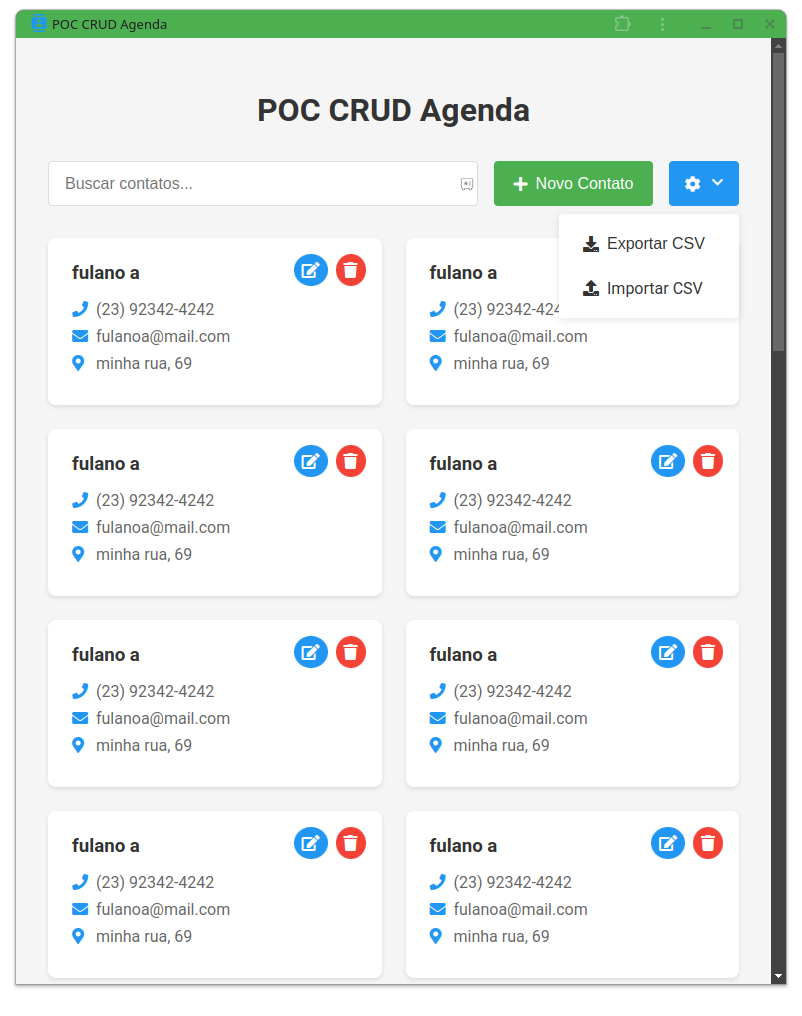 POC CRUD Agenda
POC CRUD Agenda
Buscar contatos...
Novo Contato
Exportar CSV
Importar CSV
fulano a
(23) 92342-4242
fulanoa@mail.com
minha rua, 69
fulano a
(23) 92342-424
fulanoa@mail.com
minha rua, 69
fulano a
(23) 92342-4242
fulanoa@mail.com
minha rua, 69
fulano a
(23) 92342-4242
fulanoa@mail.com
minha rua, 69
fulano a
(23) 92342-4242
fulanoa@mail.com
minha rua, 69
fulano a
(23) 92342-4242
fulanoa@mail.com
minha rua, 69
fulano a
(23) 92342-4242
fulanoa@mail.com
minha rua, 69
fulano a
(23) 92342-4242
fulanoa@mail.com
minha rua, 69